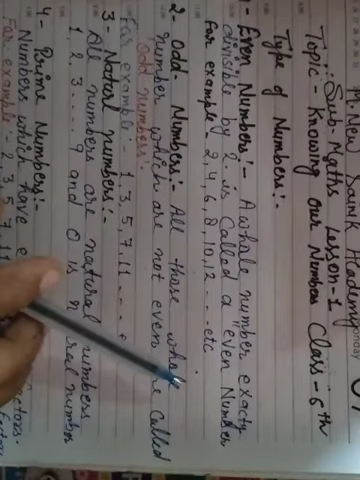 M. New Sainik Academy
Sub- Maths Lesson-1
Topic - Knowing our Numbers Class - 6th
Type of Numbers:-
1- Even Numbers:- A whole number exacty
divisible by 2. is Called a "even Number
for example:- 2, 4, 6, 8, 10, 12 ... etc
2- Odd- Numbers:- All those whole
number which are not even are Called
odd numbers:-
for example:- 1, 3, 5, 7, 11 ....
3- Natural numbers:-
All numbers are natural numbers
1, 2, 3 .... 9 and 0 is
4- Prime Numbers:-
Numbers which have
For example:- 2, 3, 5, 7, 11